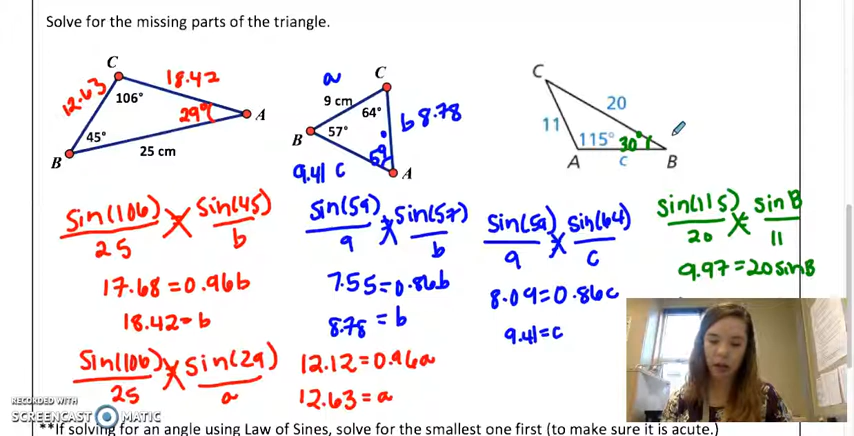 Solve for the missing parts of the triangle.
C
12.63
18.42
106°
29°
A
45°
B
25 cm
a
C
9 cm
64°
b 8.78
B
57°
59
9.41 c
A
C
20
11
115°
30°
A
c
B
sin(106)
25
sin(45)
b
17.68 = 0.96b
18.42 = b
sin(106)
25
sin(29)
a
12.12 = 0.96a
12.63 = a
sin(59)
9
sin(57)
b
7.55 = 0.86b
8.78 = b
sin(59)
9
sin(64)
c
8.09 = 0.86c
9.41 = c
sin(115)
20
sin B
11
9.97 = 20 sin B
RECORDED WITH
SCREENCAST MATIC
**If solving for an angle using Law of Sines, solve for the smallest one first (to make sure it is acute.)